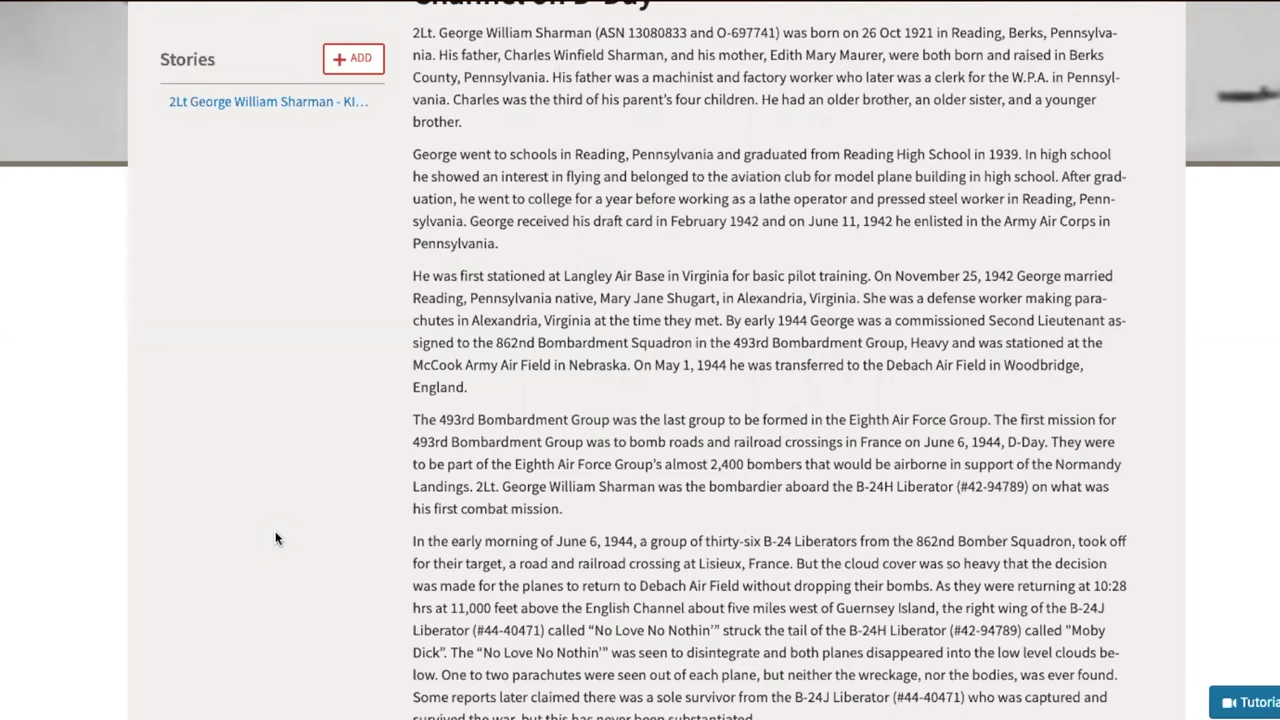 Channel on D-Day
Stories
+ ADD
2Lt George William Sharman - KI...
2Lt. George William Sharman (ASN 13080833 and O-697741) was born on 26 Oct 1921 in Reading, Berks, Pennsylva-
nia. His father, Charles Winfield Sharman, and his mother, Edith Mary Maurer, were both born and raised in Berks
County, Pennsylvania. His father was a machinist and factory worker who later was a clerk for the W.P.A. in Pennsyl-
vania. Charles was the third of his parent’s four children. He had an older brother, an older sister, and a younger
brother.
George went to schools in Reading, Pennsylvania and graduated from Reading High School in 1939. In high school
he showed an interest in flying and belonged to the aviation club for model plane building in high school. After grad-
uation, he went to college for a year before working as a lathe operator and pressed steel worker in Reading, Penn-
sylvania. George received his draft card in February 1942 and on June 11, 1942 he enlisted in the Army Air Corps in
Pennsylvania.
He was first stationed at Langley Air Base in Virginia for basic pilot training. On November 25, 1942 George married
Reading, Pennsylvania native, Mary Jane Shugart, in Alexandria, Virginia. She was a defense worker making para-
chutes in Alexandria, Virginia at the time they met. By early 1944 George was a commissioned Second Lieutenant as-
signed to the 862nd Bombardment Squadron in the 493rd Bombardment Group, Heavy and was stationed at the
McCook Army Air Field in Nebraska. On May 1, 1944 he was transferred to the Debach Air Field in Woodbridge,
England.
The 493rd Bombardment Group was the last group to be formed in the Eighth Air Force Group. The first mission for
493rd Bombardment Group was to bomb roads and railroad crossings in France on June 6, 1944, D-Day. They were
to be part of the Eighth Air Force Group’s almost 2,400 bombers that would be airborne in support of the Normandy
Landings. 2Lt. George William Sharman was the bombardier aboard the B-24H Liberator (#42-94789) on what was
his first combat mission.
In the early morning of June 6, 1944, a group of thirty-six B-24 Liberators from the 862nd Bomber Squadron, took off
for their target, a road and railroad crossing at Lisieux, France. But the cloud cover was so heavy that the decision
was made for the planes to return to Debach Air Field without dropping their bombs. As they were returning at 10:28
hrs at 11,000 feet above the English Channel about five miles west of Guernsey Island, the right wing of the B-24J
Liberator (#44-40471) called “No Love No Nothin’” struck the tail of the B-24H Liberator (#42-94789) called "Moby
Dick”. The “No Love No Nothin’” was seen to disintegrate and both planes disappeared into the low level clouds be-
low. One to two parachutes were seen out of each plane, but neither the wreckage, nor the bodies, was ever found.
Some reports later claimed there was a sole survivor from the B-24J Liberator (#44-40471) who was captured and
survived the war, but this has never been substantiated.
Tutoria